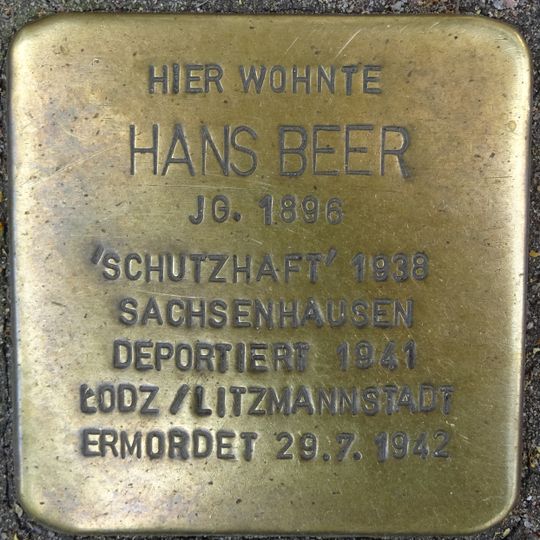 HIER WOHNTE
HANS BEER
JG. 1896
'SCHUTZHAFT' 1938
SACHSENHAUSEN
DEPORTIERT 1941
ŁODZ/LITZMANNSTADT
ERMORDET 29.7.1942